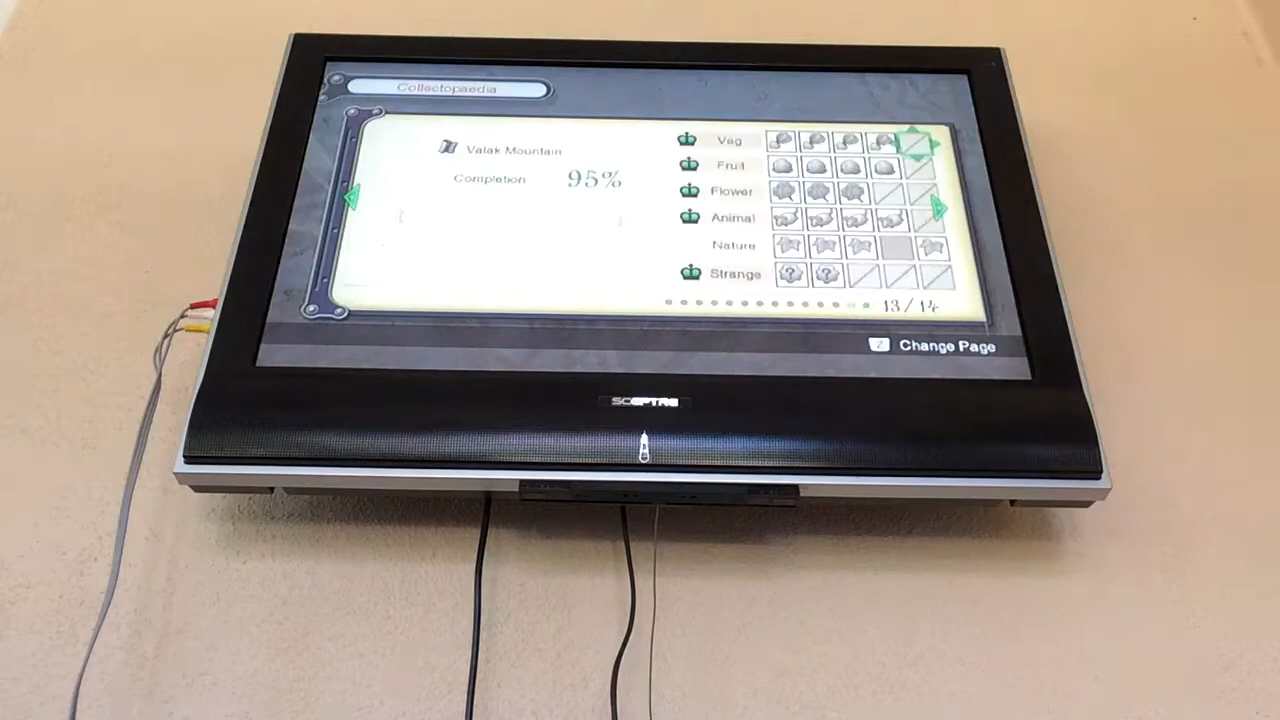 Collectopaedia
Valak Mountain
Completion 95%
Veg
Fruit
Flower
Animal
Nature
Strange
? ?
13/14
Z Change Page
SCEPTRE